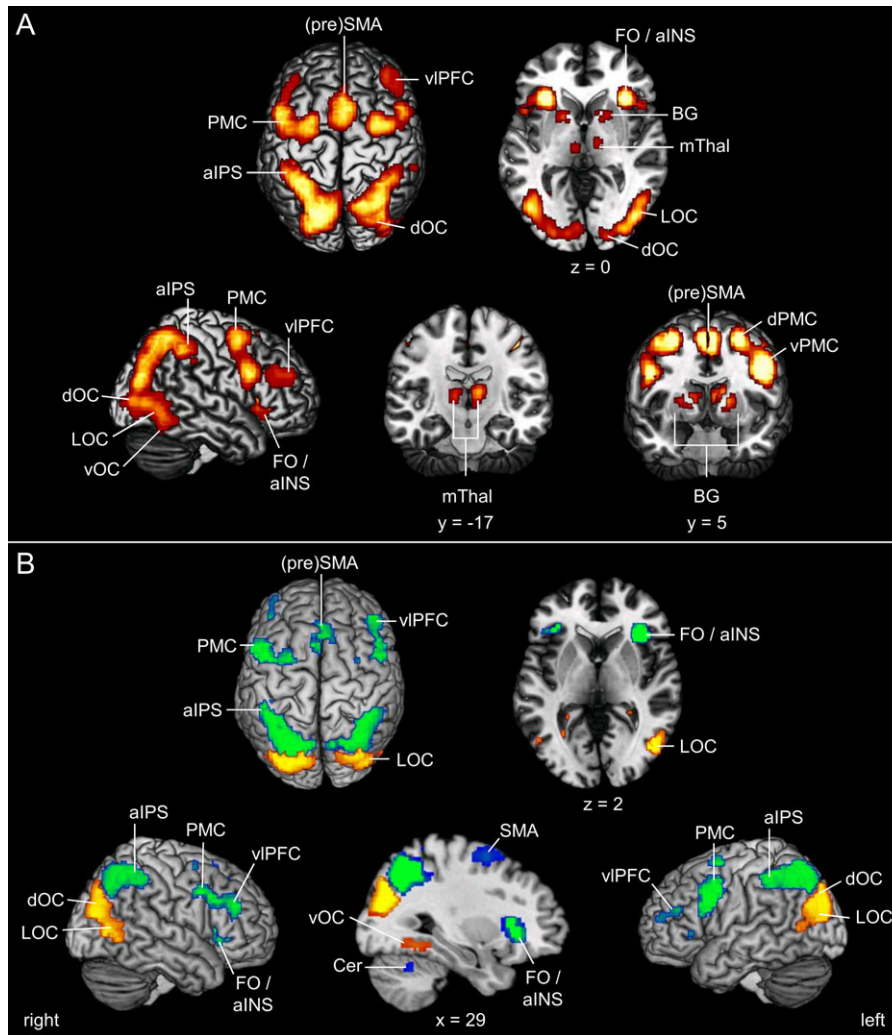 A
(pre)SMA
FO / aINS
vlPFC
PMC
BG
mThal
aIPS
LOC
dOC
dOC
z = 0
aIPS
PMC
(pre)SMA
vlPFC
dPMC
vPMC
dOC
LOC
vOC
FO /
aINS
mThal
BG
y = -17
y = 5
B
(pre)SMA
vlPFC
PMC
FO / aINS
aIPS
LOC
LOC
z = 2
aIPS
PMC
vlPFC
SMA
PMC
aIPS
vlPFC
dOC
dOC
LOC
LOC
vOC
Cer
FO /
aINS
FO /
aINS
right
x = 29
left